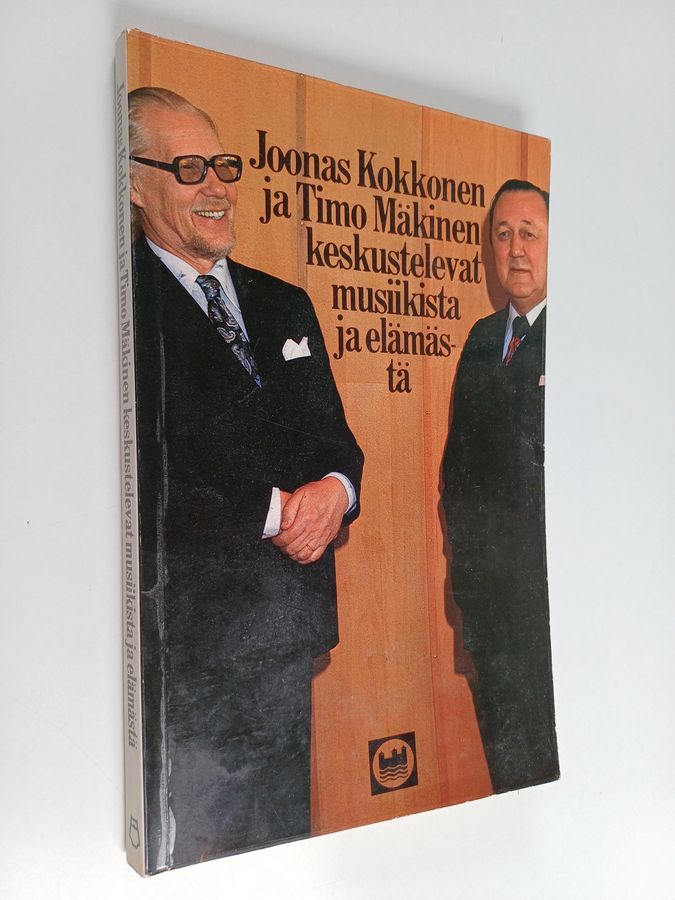 Joonas Kokkonen
ja Timo Mäkinen
keskustelevat
musiikista
ja elämäs-
tä
Joonas Kokkonen ja Timo Mäkinen keskustelevat musiikista ja elämästä